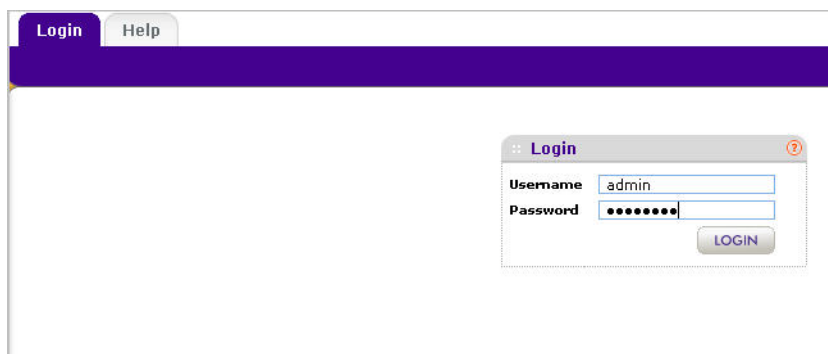 Login Help
Login ?
Username admin
Password ••••••••
LOGIN